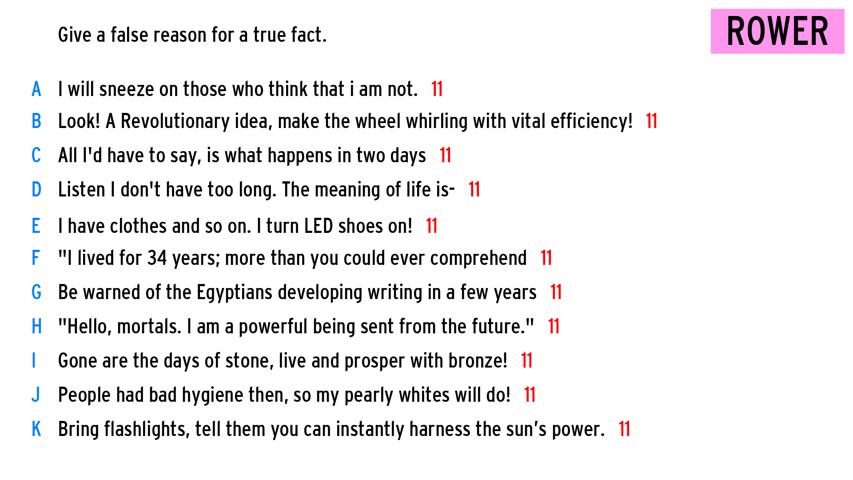 Give a false reason for a true fact.
ROWER
A I will sneeze on those who think that i am not. 11
B Look! A Revolutionary idea, make the wheel whirling with vital efficiency! 11
C All I'd have to say, is what happens in two days 11
D Listen I don't have too long. The meaning of life is- 11
E I have clothes and so on. I turn LED shoes on! 11
F "I lived for 34 years; more than you could ever comprehend 11
G Be warned of the Egyptians developing writing in a few years 11
H "Hello, mortals. I am a powerful being sent from the future." 11
I Gone are the days of stone, live and prosper with bronze! 11
J People had bad hygiene then, so my pearly whites will do! 11
K Bring flashlights, tell them you can instantly harness the sun's power. 11